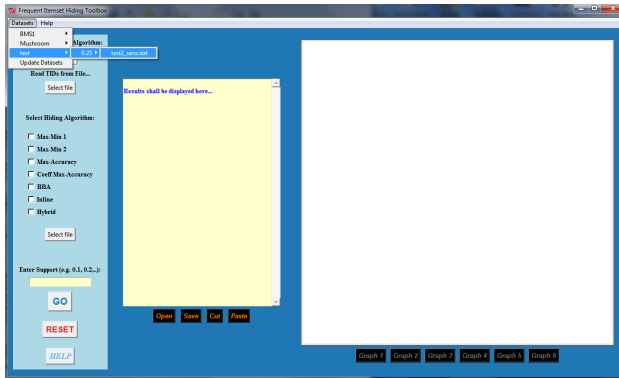 Frequent Itemset Hiding Toolbox
Datasets Help
BMS1
Mushroom
Algorithm:
test
0.25
test2_sens.dat
Update Datasets
Read TIDs from File...
Select file
Results shall be displayed here...
Select Hiding Algorithm:
Max-Min 1
Max-Min 2
Max-Accuracy
Coeff Max-Accuracy
BBA
Inline
Hybrid
Select file
Enter Support (e.g. 0.1, 0.2,..):
GO
Open Save Cut Paste
RESET
HELP
Graph 1 Graph 2 Graph 3 Graph 4 Graph 5 Graph 6